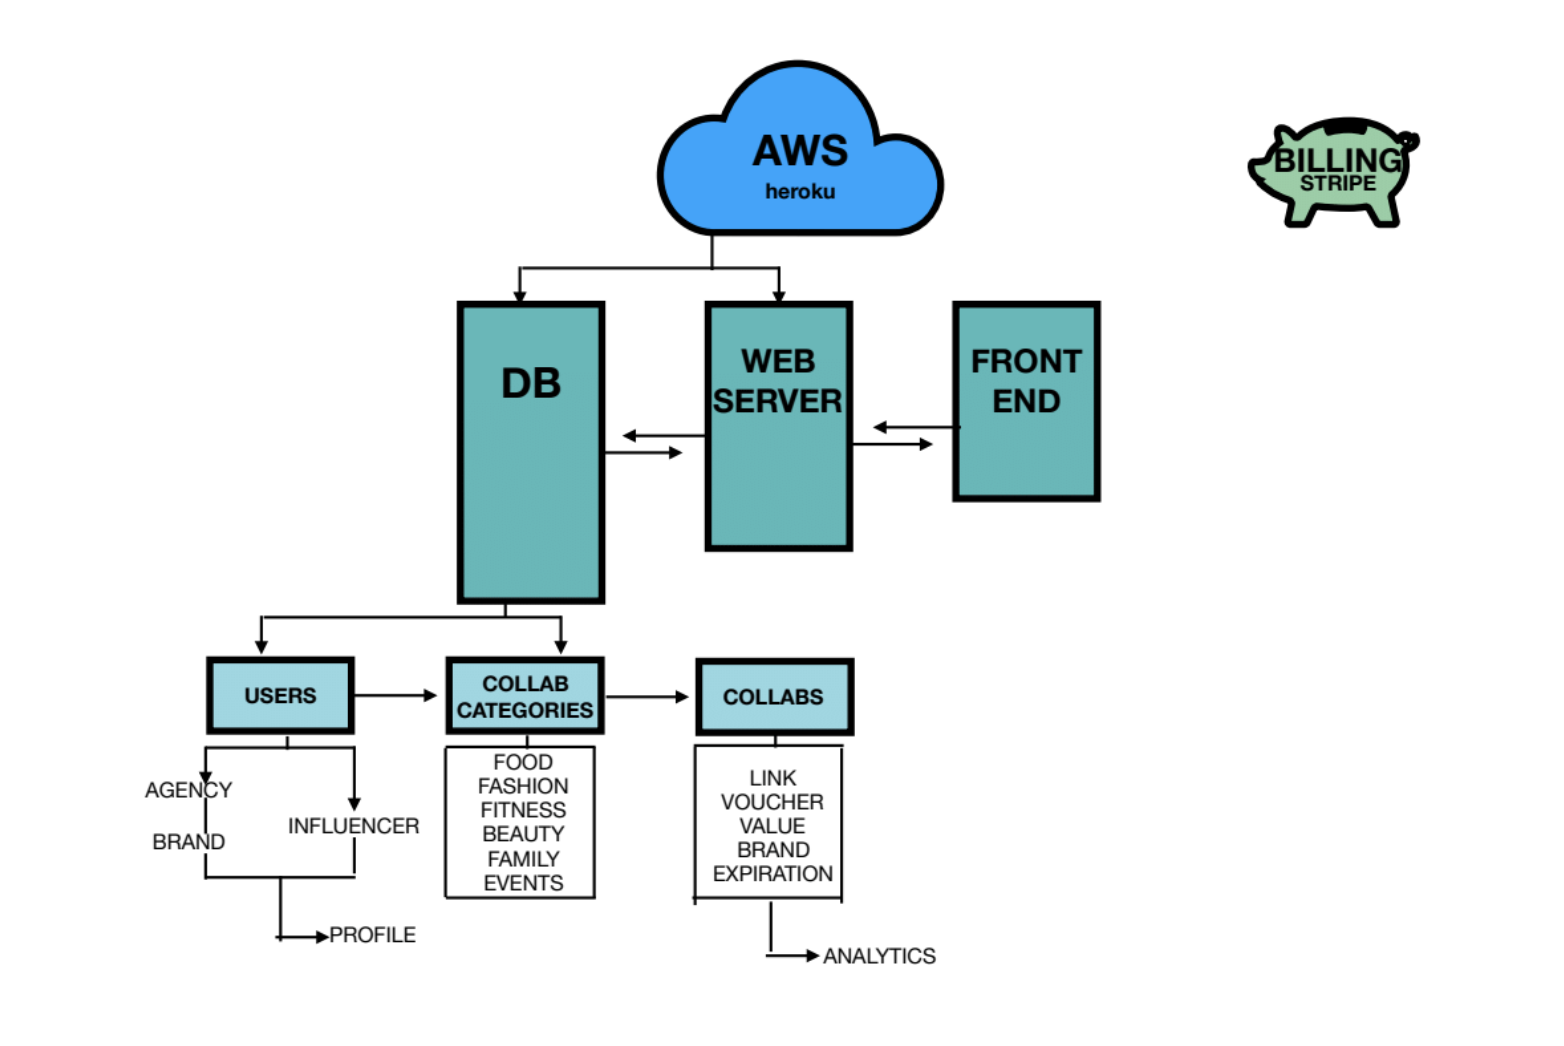 AWS
heroku
BILLING
STRIPE
DB
WEB
SERVER
FRONT
END
USERS
COLLAB
CATEGORIES
COLLABS
AGENCY
BRAND
INFLUENCER
PROFILE
FOOD
FASHION
FITNESS
BEAUTY
FAMILY
EVENTS
LINK
VOUCHER
VALUE
BRAND
EXPIRATION
ANALYTICS